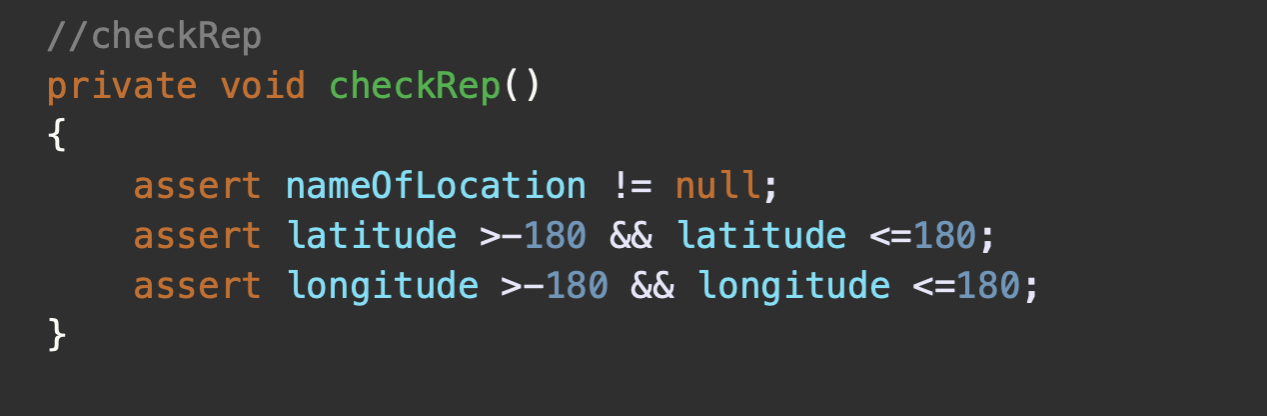 //checkRep
private void checkRep()
{
    assert nameOfLocation != null;
    assert latitude >-180 && latitude <=180;
    assert longitude >-180 && longitude <=180;
}